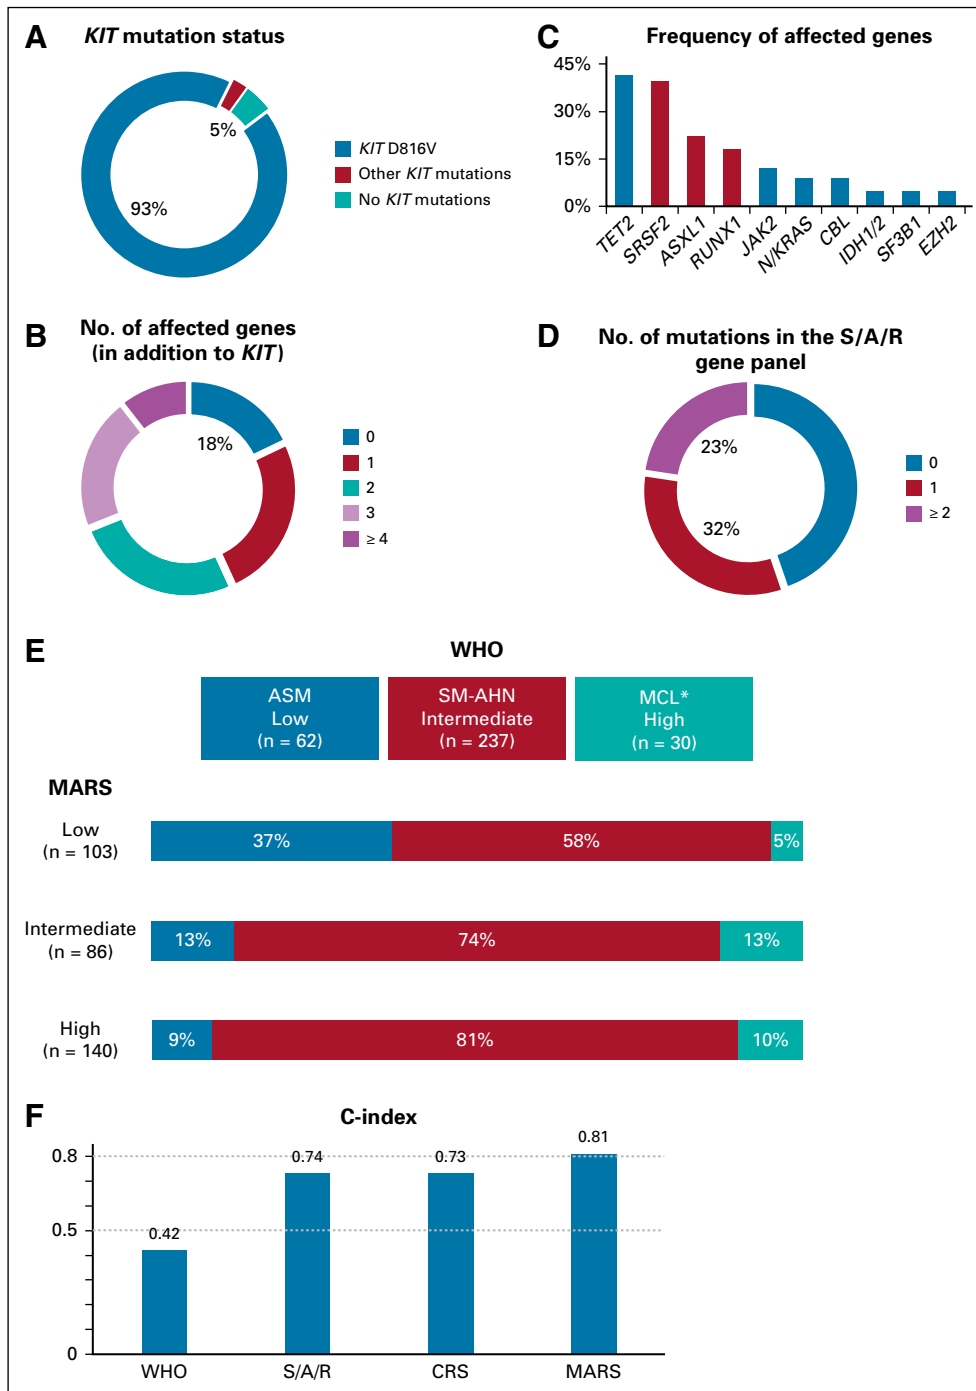 A
KIT mutation status
5%
93%
KIT D816V
Other KIT mutations
No KIT mutations
C
Frequency of affected genes
45%
30%
15%
0%
TET2
SRSF2
ASXL1
RUNX1
JAK2
N/KRAS
CBL
IDH1/2
SF3B1
EZH2
B
No. of affected genes
(in addition to KIT)
18%
0
1
2
3
≥ 4
D
No. of mutations in the S/A/R
gene panel
23%
32%
0
1
≥ 2
E
WHO
ASM
Low
(n = 62)
SM-AHN
Intermediate
(n = 237)
MCL*
High
(n = 30)
MARS
Low
(n = 103)
37%
58%
5%
Intermediate
(n = 86)
13%
74%
13%
High
(n = 140)
9%
81%
10%
F
C-index
0.8
0.5
0
0.42
0.74
0.73
0.81
WHO
S/A/R
CRS
MARS